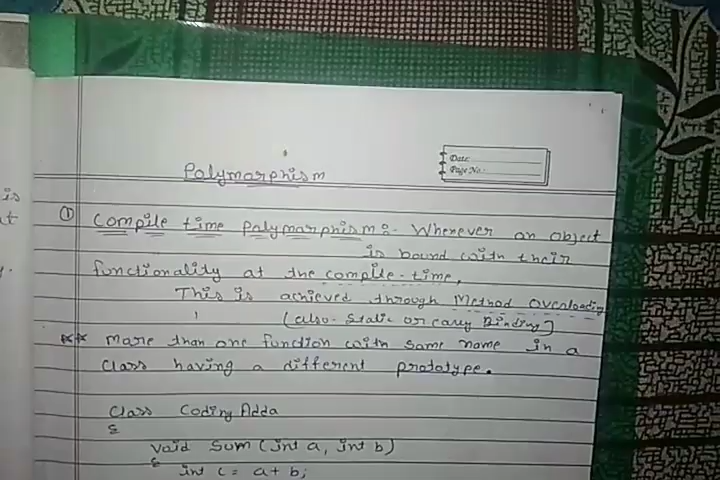 Polymorphism
Date:
Page No.:
is
① Compile time Polymorphism :- Whenever an object
is bound with their
functionality at the compile-time.
This is achieved through Method Overloading
[also- Static or early Binding]
** More than one function with same name in a
Class having a different prototype.
Class Coding Adda
{
void Sum (int a, int b)
{
int c = a + b;